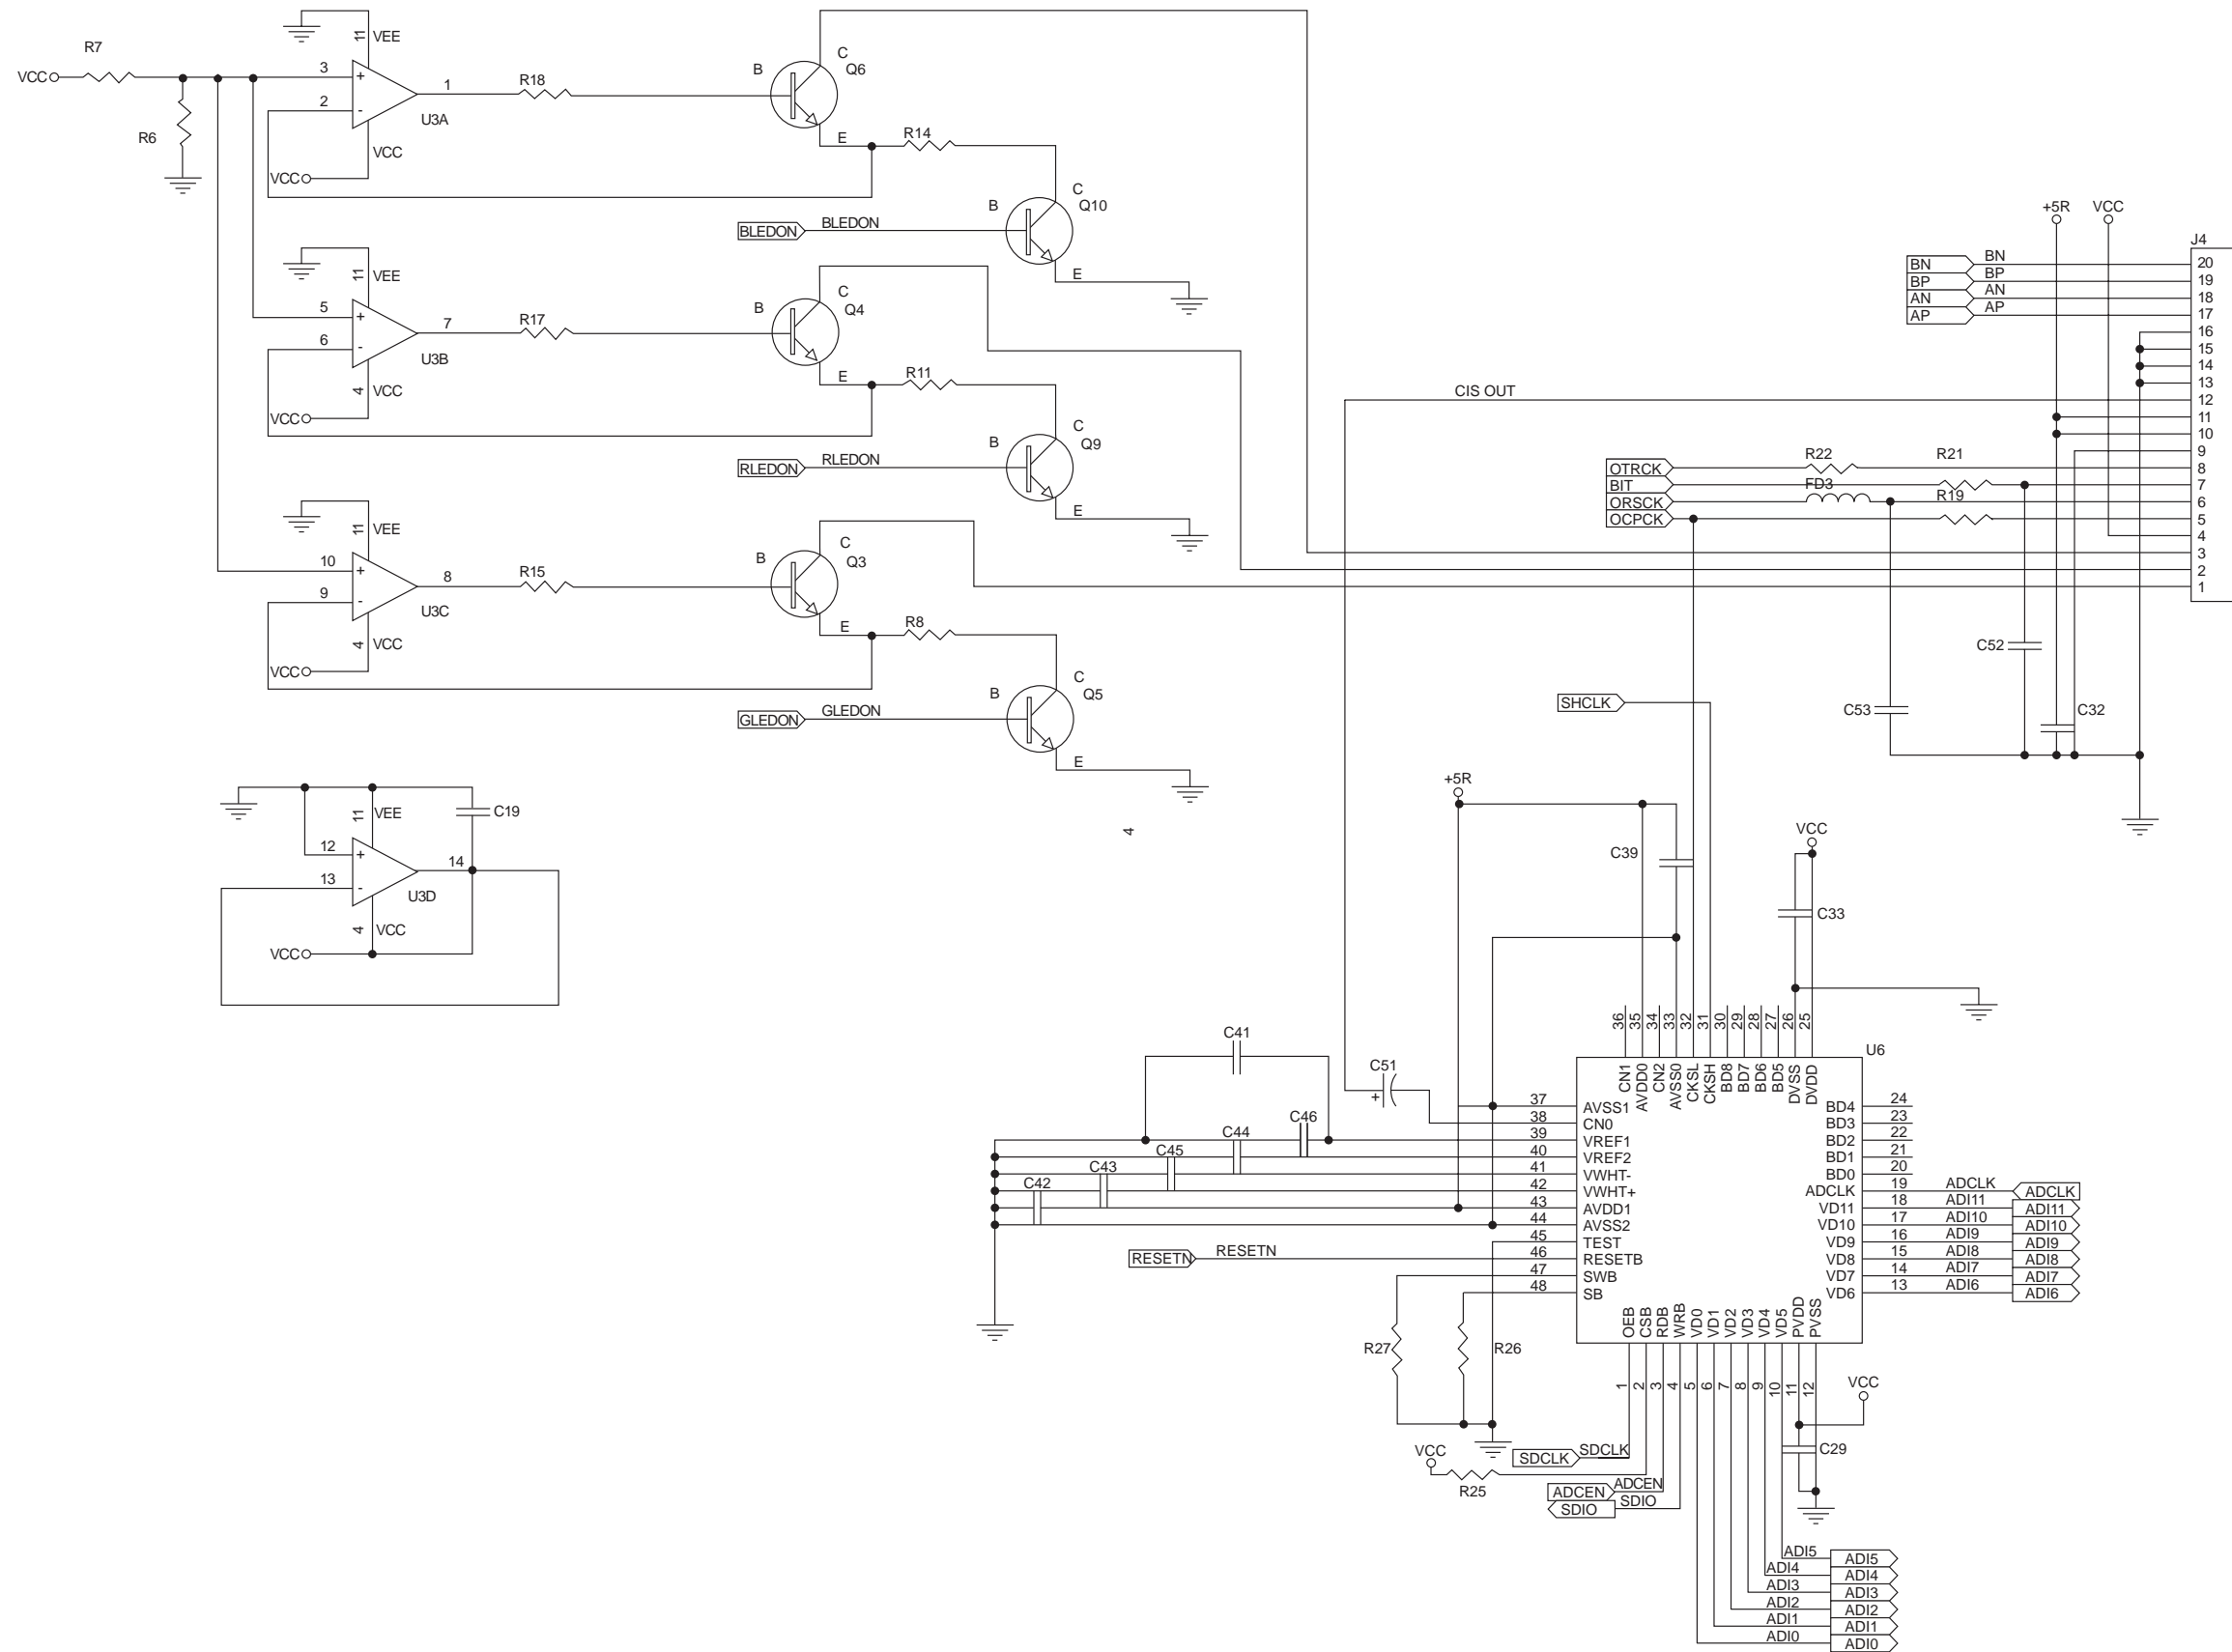 11 VEE
R7
VCC
3
+
2
-
1
U3A
R18
B
C
Q6
E
R14
R6
VCC
VCC
BLEDON
BLEDON
B
C
Q10
E
11 VEE
5
+
6
-
7
U3B
R17
B
C
Q4
E
R11
4 VCC
VCC
RLEDON
RLEDON
B
C
Q9
E
11 VEE
10
+
9
-
8
U3C
R15
B
C
Q3
E
R8
4 VCC
VCC
GLEDON
GLEDON
B
C
Q5
E
11 VEE
C19
12
+
13
-
14
U3D
4 VCC
VCC
4
+5R
VCC
J4
BN
BN
20
BP
BP
19
AN
AN
18
AP
AP
17
16
15
14
13
CIS OUT
12
11
10
9
OTRCK
R22
R21
8
BIT
FD3
7
ORSCK
R19
6
OCPCK
5
4
3
2
1
C52
SHCLK
C53
C32
+5R
C39
VCC
C33
36 35 34 33 32 31 30 29 28 27 26 25
U6
CN1 AVDD0 CN2 AVSS0 CKSL CKSH BD8 BD7 BD6 BD5 DVSS DVDD
C41
C51
+
C46
C44
C45
C43
C42
37 AVSS1
38 CN0
39 VREF1
40 VREF2
41 VWHT-
42 VWHT+
43 AVDD1
44 AVSS2
45 TEST
46 RESETB
47 SWB
48 SB
RESETN
RESETN
BD4 24
BD3 23
BD2 22
BD1 21
BD0 20
ADCLK 19 ADCLK ADCLK
VD11 18 ADI11 ADI11
VD10 17 ADI10 ADI10
VD9 16 ADI9 ADI9
VD8 15 ADI8 ADI8
VD7 14 ADI7 ADI7
VD6 13 ADI6 ADI6
OEB CSB RDB WRB VD0 VD1 VD2 VD3 VD4 VD5 PVDD PVSS
1 2 3 4 5 6 7 8 9 10 11 12
R27
R26
VCC
C29
VCC
SDCLK
SDCLK
R25
ADCEN
ADCEN
SDIO
SDIO
ADI5 ADI5
ADI4 ADI4
ADI3 ADI3
ADI2 ADI2
ADI1 ADI1
ADI0 ADI0